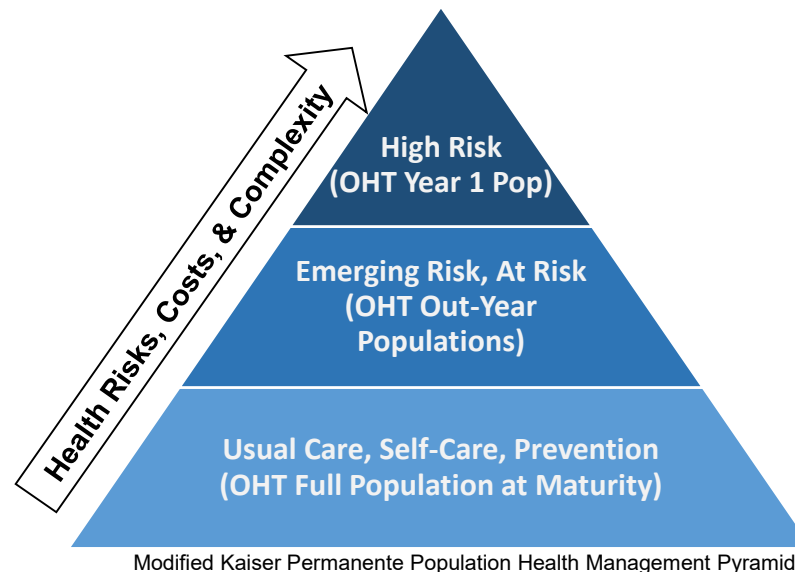 Health Risks, Costs, & Complexity
High Risk
(OHT Year 1 Pop)
Emerging Risk, At Risk
(OHT Out-Year
Populations)
Usual Care, Self-Care, Prevention
(OHT Full Population at Maturity)
Modified Kaiser Permanente Population Health Management Pyramid